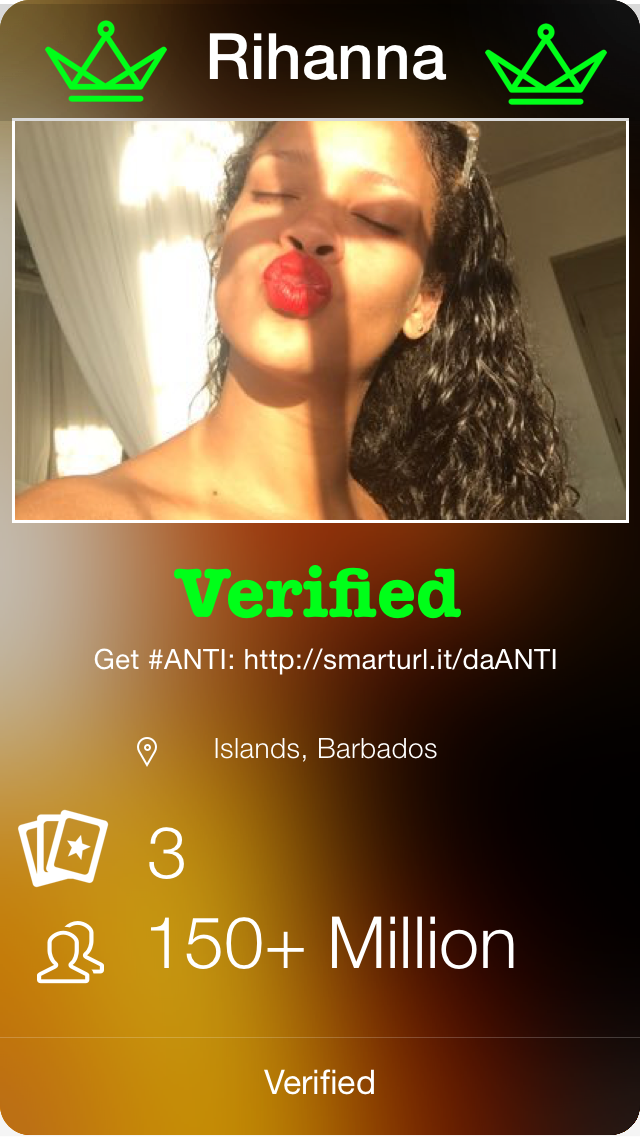 Rihanna
Verified
Get #ANTI: http://smarturl.it/daANTI
Islands, Barbados
3
150+ Million
Verified